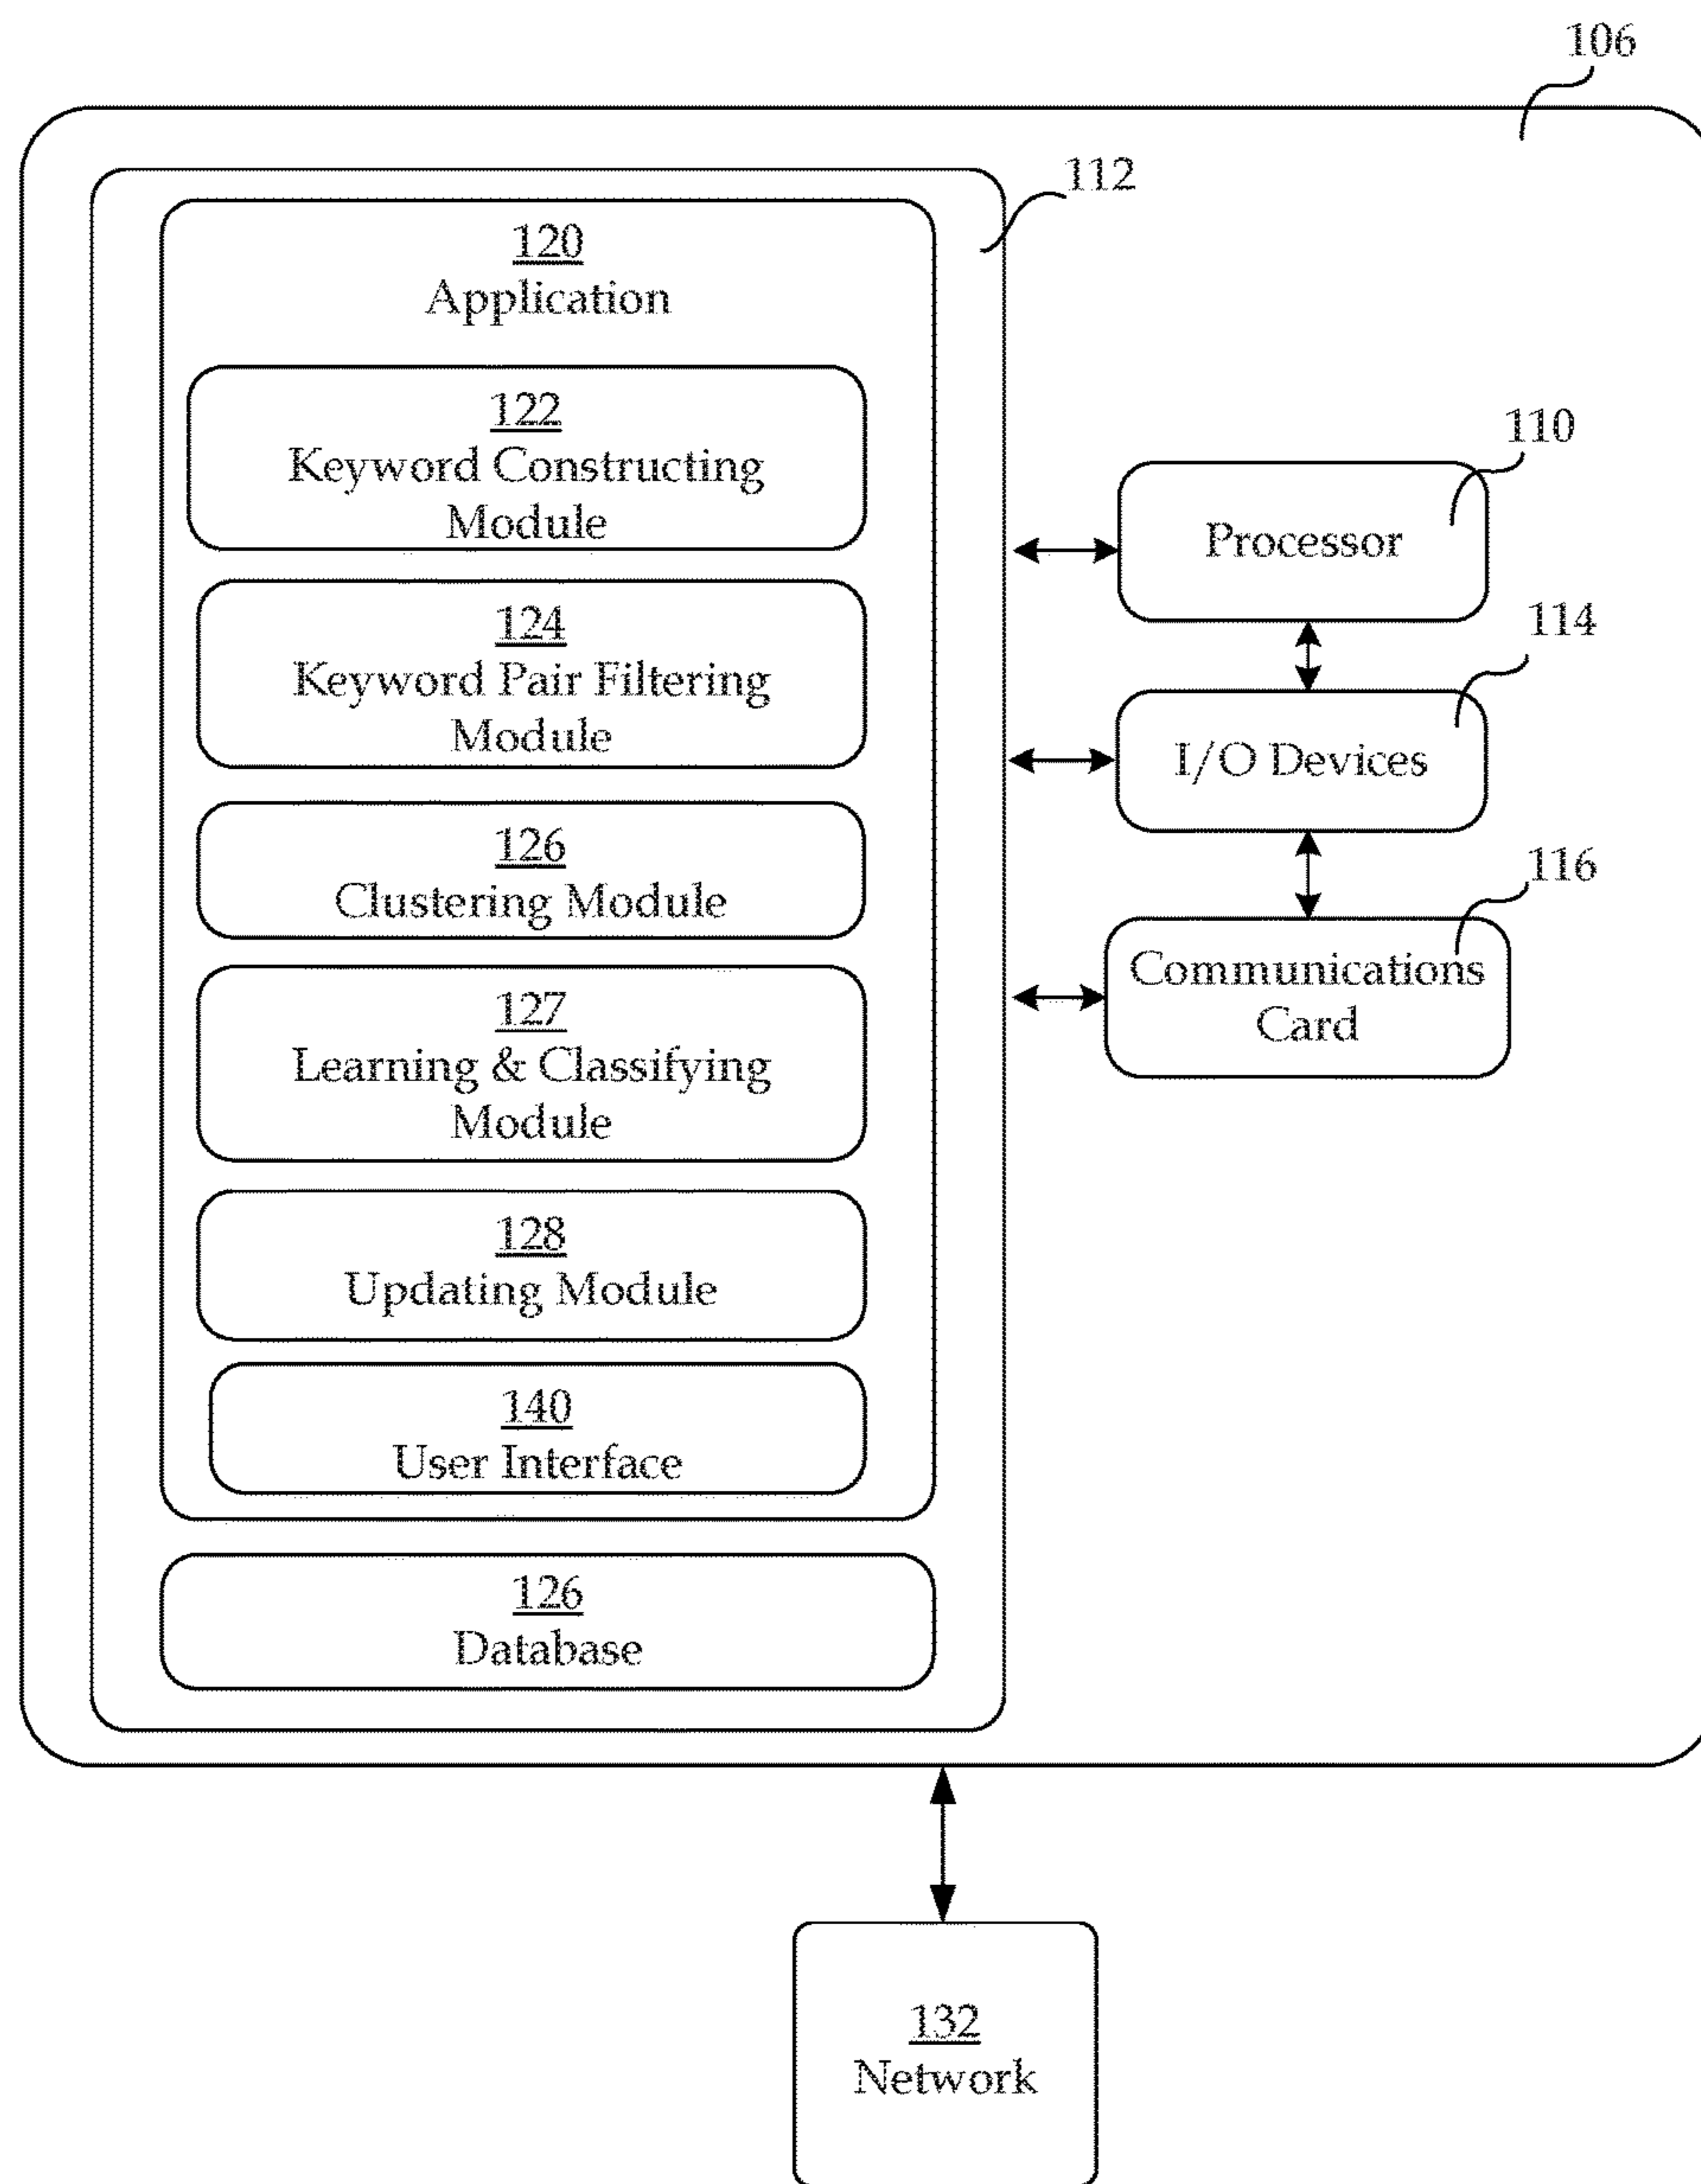 106
112
120
Application
122
Keyword Constructing
Module
110
Processor
124
Keyword Pair Filtering
Module
114
I/O Devices
126
Clustering Module
116
Communications
Card
127
Learning & Classifying
Module
128
Updating Module
140
User Interface
126
Database
132
Network